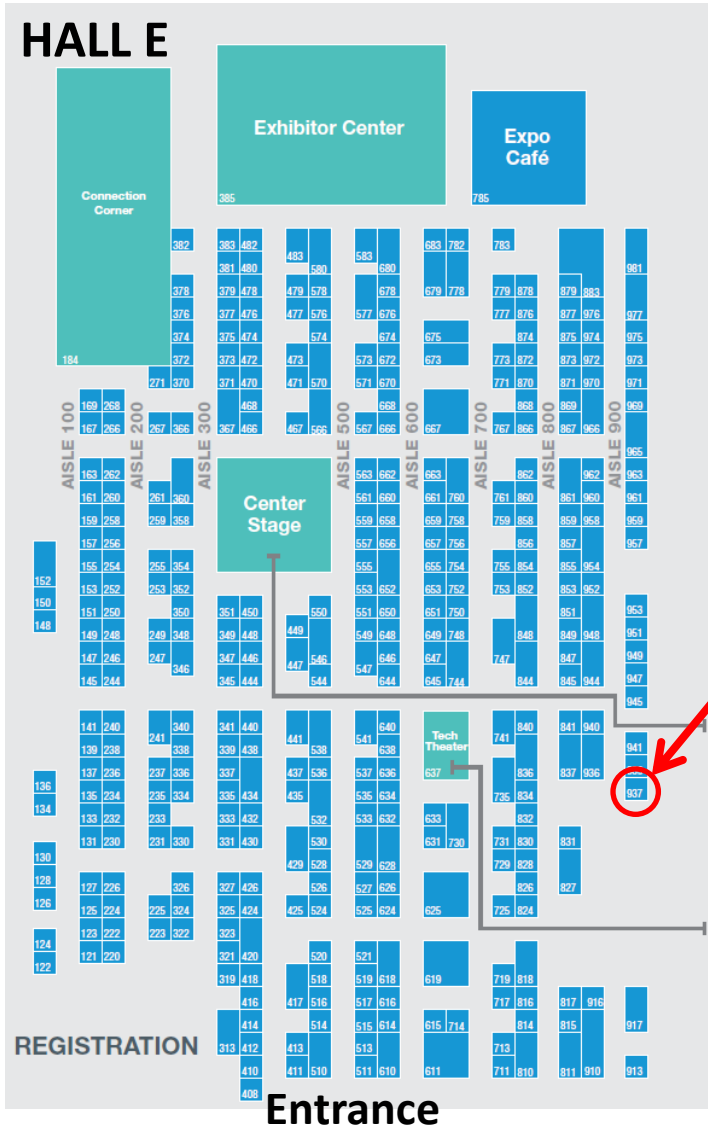 HALL E
Exhibitor Center
Expo
Café
Connection
Corner
385 785
382 383 482 683 782 783
483 583
381 480 580 680 981
378 379 478 479 578 678 679 778 779 878 879 883
376 377 476 477 576 577 676 777 876 877 976 977
374 375 474 574 674 675 874 875 974 975
184 372 373 472 473 573 672 673 773 872 873 972 973
271 370 371 470 471 570 571 670 771 870 871 970 971
169 268 468 668 868 869 969
167 266 267 366 367 466 467 566 567 666 667 767 866 867 966
965
AISLE 100
AISLE 200
AISLE 300
AISLE 500
AISLE 600
AISLE 700
AISLE 800
AISLE 900
163 262 563 662 663 862 962 963
161 260 261 360 561 660 661 760 761 860 861 960 961
Center
Stage
159 258 259 358 559 658 659 758 759 858 859 958 959
157 256 557 656 657 756 856 857 957
155 254 255 354 555 655 754 755 854 855 954
152 153 252 253 352 553 652 653 752 753 852 853 952
150 151 250 350 351 450 550 551 650 651 750 851 953
148 149 248 249 348 349 448 449 549 648 649 748 848 849 948 951
147 246 247 347 446 447 546 646 647 747 847 949
346 547
145 244 345 444 544 645 744 844 845 944 947
945
141 240 340 341 440 640 840 841 940
241 441 541 741
Tech
Theater
139 238 338 339 438 538 638 941
137 236 237 336 337 437 536 537 636 637 836 837 936
136 135 234 235 334 335 434 435 535 634 735 834 937
134 133 232 233 333 432 532 533 632 633 832
131 230 231 330 331 430 530 631 730 731 830 831
130 429 528 529 628 729 828
128 127 226 326 327 426 526 527 626 826 827
126 125 224 225 324 325 424 425 524 525 624 625 725 824
123 222 223 322 323
124 121 220 321 420 520 521
122 319 418 518 519 618 619 719 818
416 417 516 517 616 717 816 817 916
414 514 515 614 615 714 814 815 917
REGISTRATION
313 412 413 513 713
410 411 510 511 610 611 711 810 811 910 913
408
Entrance